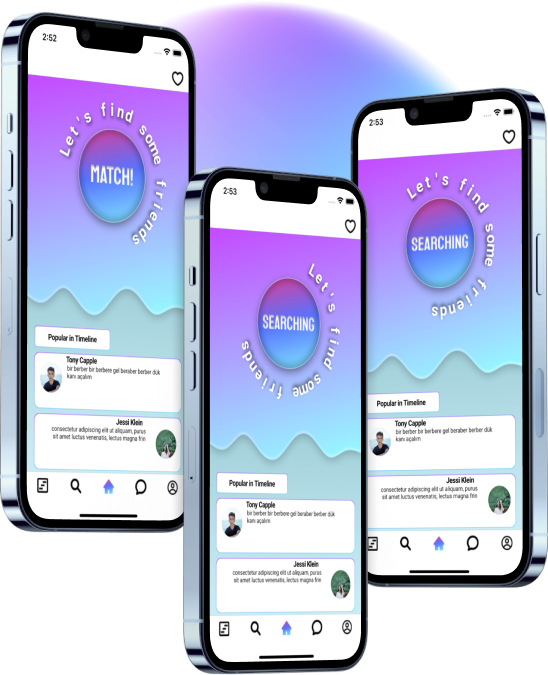 2:52
Let's find some friends
MATCH!
Popular in Timeline
Tony Capple
bir berber bir berbere gel beraber berber dük
kanı açalım
Jessi Klein
consectetur adipiscing elit ut aliquam, purus
sit amet luctus venenatis, lectus magna frin
2:53
Let's find some friends
SEARCHING
Popular in Timeline
Tony Capple
bir berber bir berbere gel beraber berber dük
kanı açalım
Jessi Klein
consectetur adipiscing elit ut aliquam, purus
sit amet luctus venenatis, lectus magna frin
2:53
Let's find some friends
SEARCHING
Popular in Timeline
Tony Capple
bir berber bir berbere gel beraber berber dük
kanı açalım
Jessi Klein
consectetur adipiscing elit ut aliquam, purus
sit amet luctus venenatis, lectus magna frin